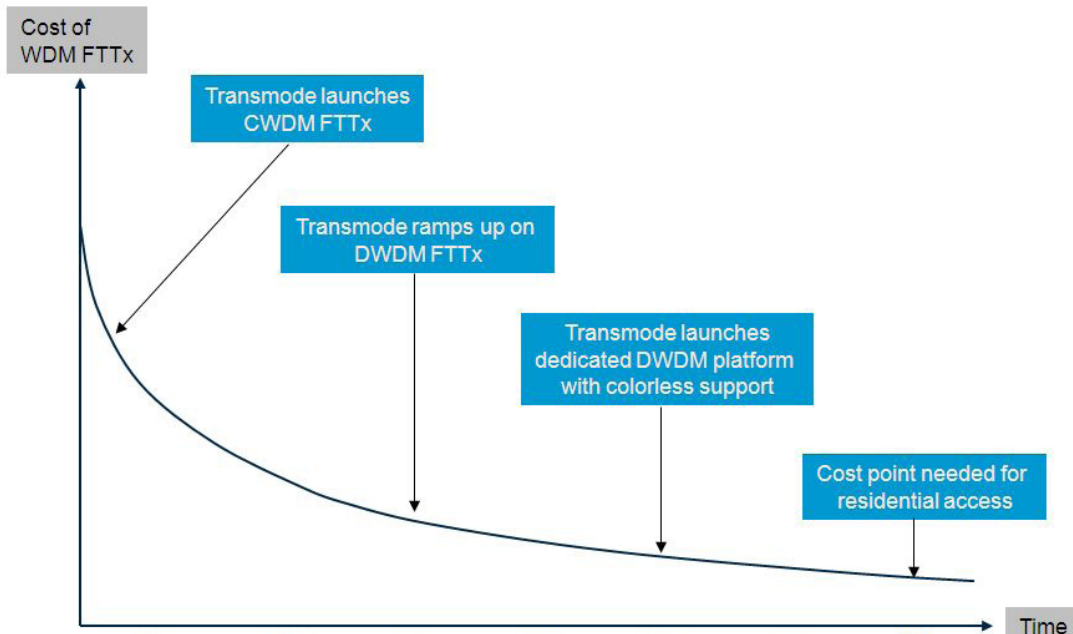 Cost of
WDM FTTx
Transmode launches
CWDM FTTx
Transmode ramps up on
DWDM FTTx
Transmode launches
dedicated DWDM platform
with colorless support
Cost point needed for
residential access
Time